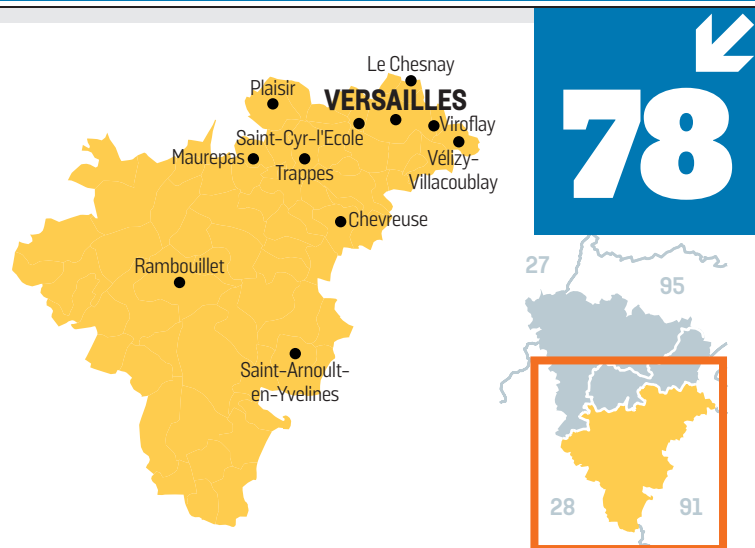 Le Chesnay
Plaisir
VERSAILLES
Viroflay
Saint-Cyr-l'Ecole
Maurepas
Trappes
Vélizy-
Villacoublay
Chevreuse
Rambouillet
Saint-Arnoult-
en-Yvelines
78
27
95
28
91